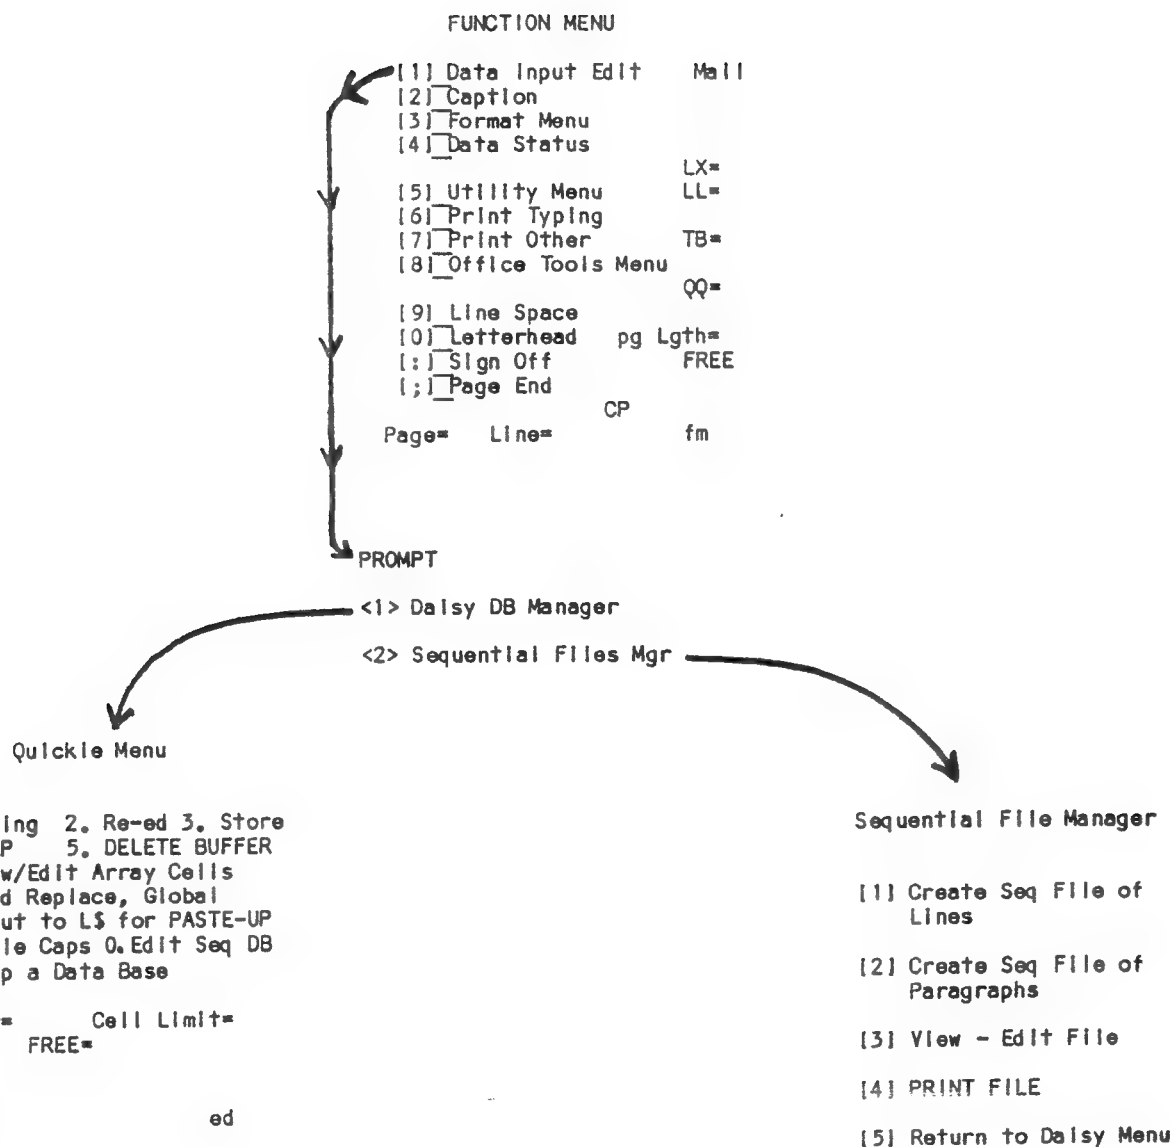 FUNCTION MENU
[1] Data Input Edit Mail
[2] Caption
[3] Format Menu
[4] Data Status
LX=
[5] Utility Menu LL=
[6] Print Typing
[7] Print Other TB=
[8] Office Tools Menu
QQ=
[9] Line Space
[0] Letterhead pg Lgth=
[:] Sign Off FREE
[;] Page End
CP
Page= Line= fm
PROMPT
<1> Daisy DB Manager
<2> Sequential Files Mgr
Quickie Menu
ing 2. Re-ed 3. Store
P 5. DELETE BUFFER
w/Edit Array Cells
d Replace, Global
ut to L$ for PASTE-UP
le Caps 0.Edit Seq DB
p a Data Base
= Cell Limit=
FREE=
ed
Sequential File Manager
[1] Create Seq File of
Lines
[2] Create Seq File of
Paragraphs
[3] View - Edit File
[4] PRINT FILE
[5] Return to Daisy Menu